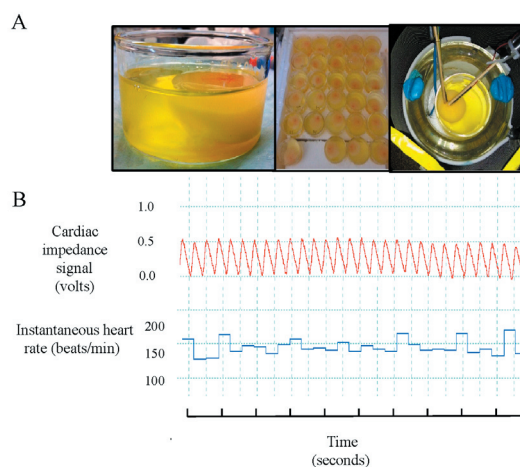 A
B
Cardiac
impedance
signal
(volts)
1.0
0.5
0.0
Instantaneous heart
rate (beats/min)
200
150
100
Time
(seconds)